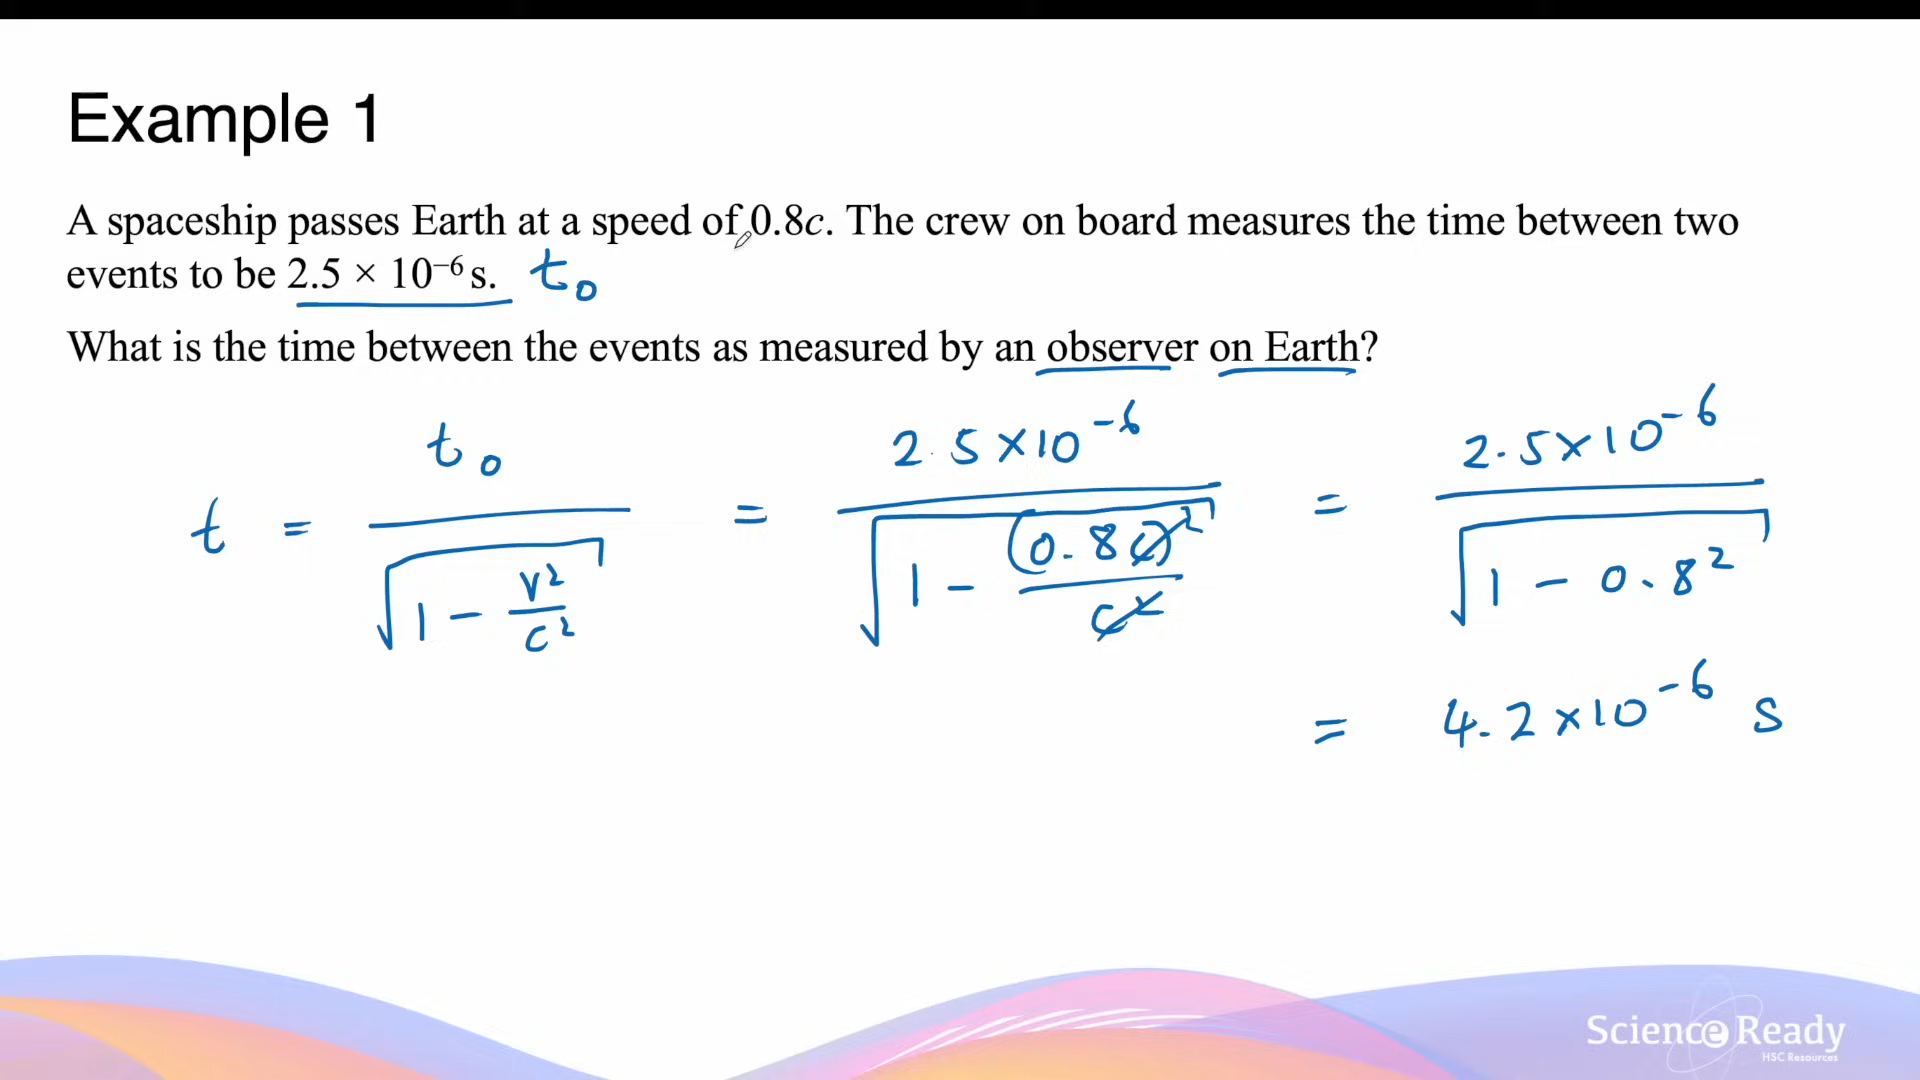 Example 1
A spaceship passes Earth at a speed of 0.8c. The crew on board measures the time between two
events to be 2.5 × 10⁻⁶ s. t₀
What is the time between the events as measured by an observer on Earth?
t = t₀ / √(1 − v²/c²) = 2.5 × 10⁻⁶ / √(1 − (0.8c)²/c²) = 2.5 × 10⁻⁶ / √(1 − 0.8²)
= 4.2 × 10⁻⁶ s
Science Ready
HSC Resources